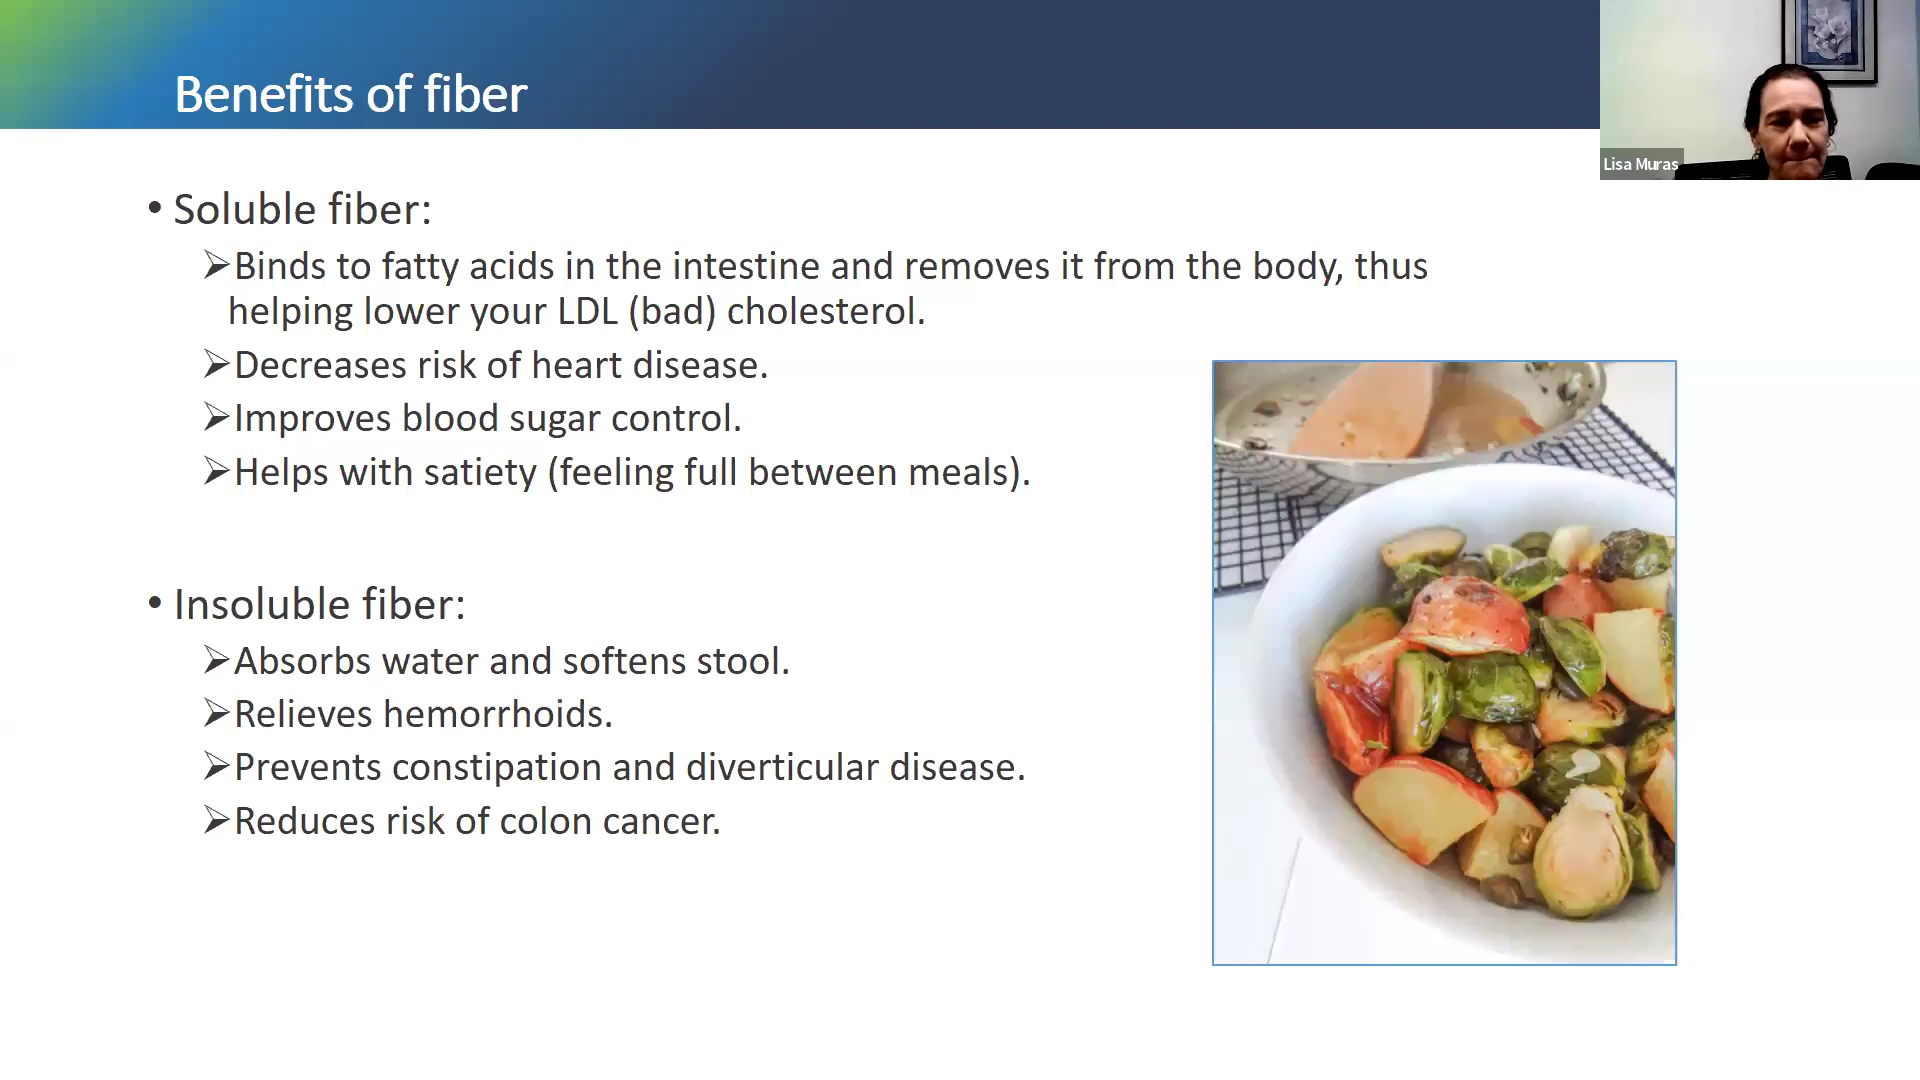 Benefits of fiber
Lisa Muras
• Soluble fiber:
➢Binds to fatty acids in the intestine and removes it from the body, thus
helping lower your LDL (bad) cholesterol.
➢Decreases risk of heart disease.
➢Improves blood sugar control.
➢Helps with satiety (feeling full between meals).
• Insoluble fiber:
➢Absorbs water and softens stool.
➢Relieves hemorrhoids.
➢Prevents constipation and diverticular disease.
➢Reduces risk of colon cancer.